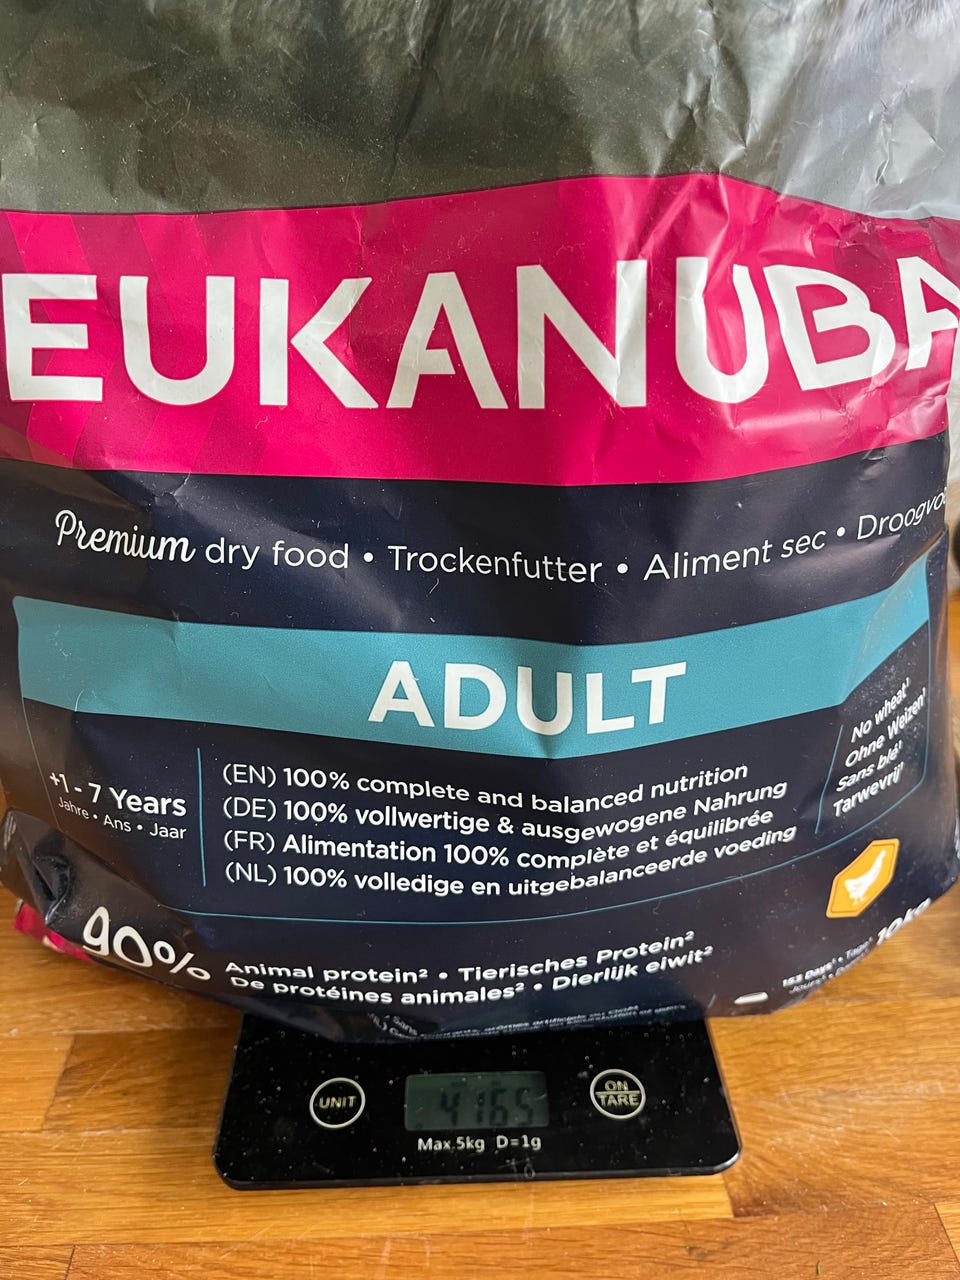 EUKANUBA
Premium dry food • Trockenfutter • Aliment sec • Droogvo
ADULT
No wheat¹
Ohne Weizen¹
Sans blé¹
Tarwevrij¹
+1 - 7 Years
Jahre • Ans • Jaar
(EN) 100% complete and balanced nutrition
(DE) 100% vollwertige & ausgewogene Nahrung
(FR) Alimentation 100% complète et équilibrée
(NL) 100% volledige en uitgebalanceerde voeding
90%
Animal protein² • Tierisches Protein²
De protéines animales² • Dierlijk eiwit²
10kg
UNIT
4165
ON
TARE
Max.5kg D=1g